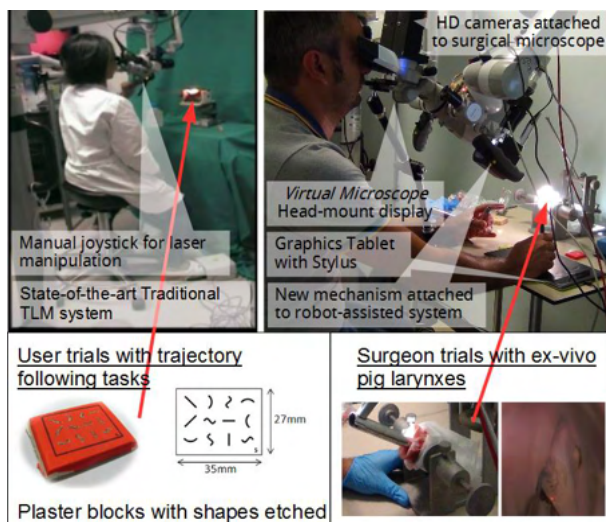 HD cameras attached
to surgical microscope
Virtual Microscope
Head-mount display
Manual joystick for laser
manipulation
Graphics Tablet
with Stylus
State-of-the-art Traditional
TLM system
New mechanism attached
to robot-assisted system
User trials with trajectory
following tasks
27mm
35mm
s
Plaster blocks with shapes etched
Surgeon trials with ex-vivo
pig larynxes